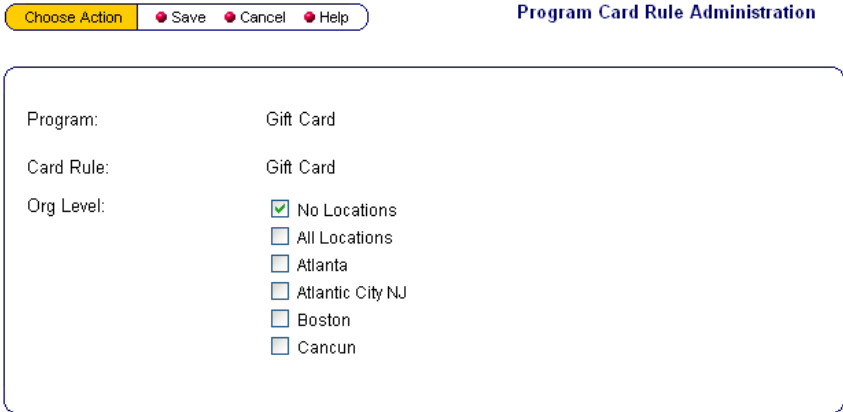 Choose Action Save Cancel Help Program Card Rule Administration
Program: Gift Card
Card Rule: Gift Card
Org Level: No Locations
All Locations
Atlanta
Atlantic City NJ
Boston
Cancun